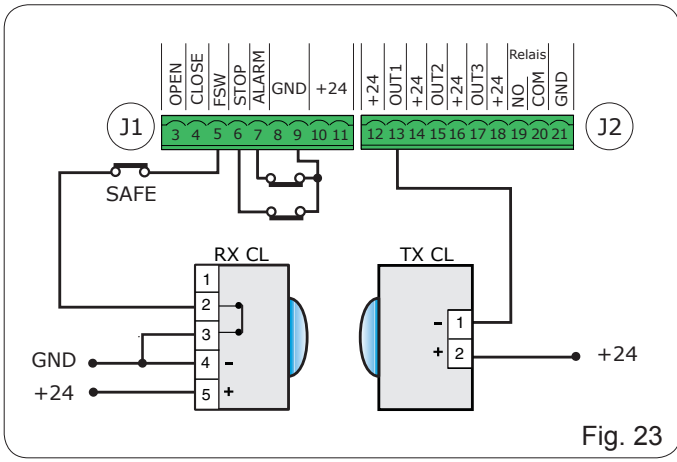 Relais
OPEN
CLOSE
FSW
STOP
ALARM
GND
+24
+24
OUT1
+24
OUT2
+24
OUT3
+24
NO
COM
GND
J1
3 4 5 6 7 8 9 10 11
12 13 14 15 16 17 18 19 20 21
J2
SAFE
RX CL
TX CL
1
2
3
4 -
5 +
GND
+24
- 1
+ 2
+24
Fig. 23